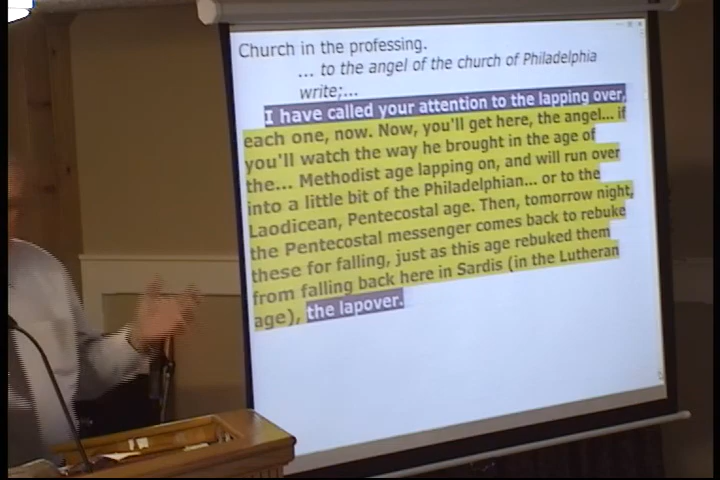 Church in the professing.
... to the angel of the church of Philadelphia
write;...
I have called your attention to the lapping over,
each one, now. Now, you'll get here, the angel... if
you'll watch the way he brought in the age of
the... Methodist age lapping on, and will run over
into a little bit of the Philadelphian... or to the
Laodicean, Pentecostal age. Then, tomorrow night,
the Pentecostal messenger comes back to rebuke
these for falling, just as this age rebuked them
from falling back here in Sardis (in the Lutheran
age), the lapover.